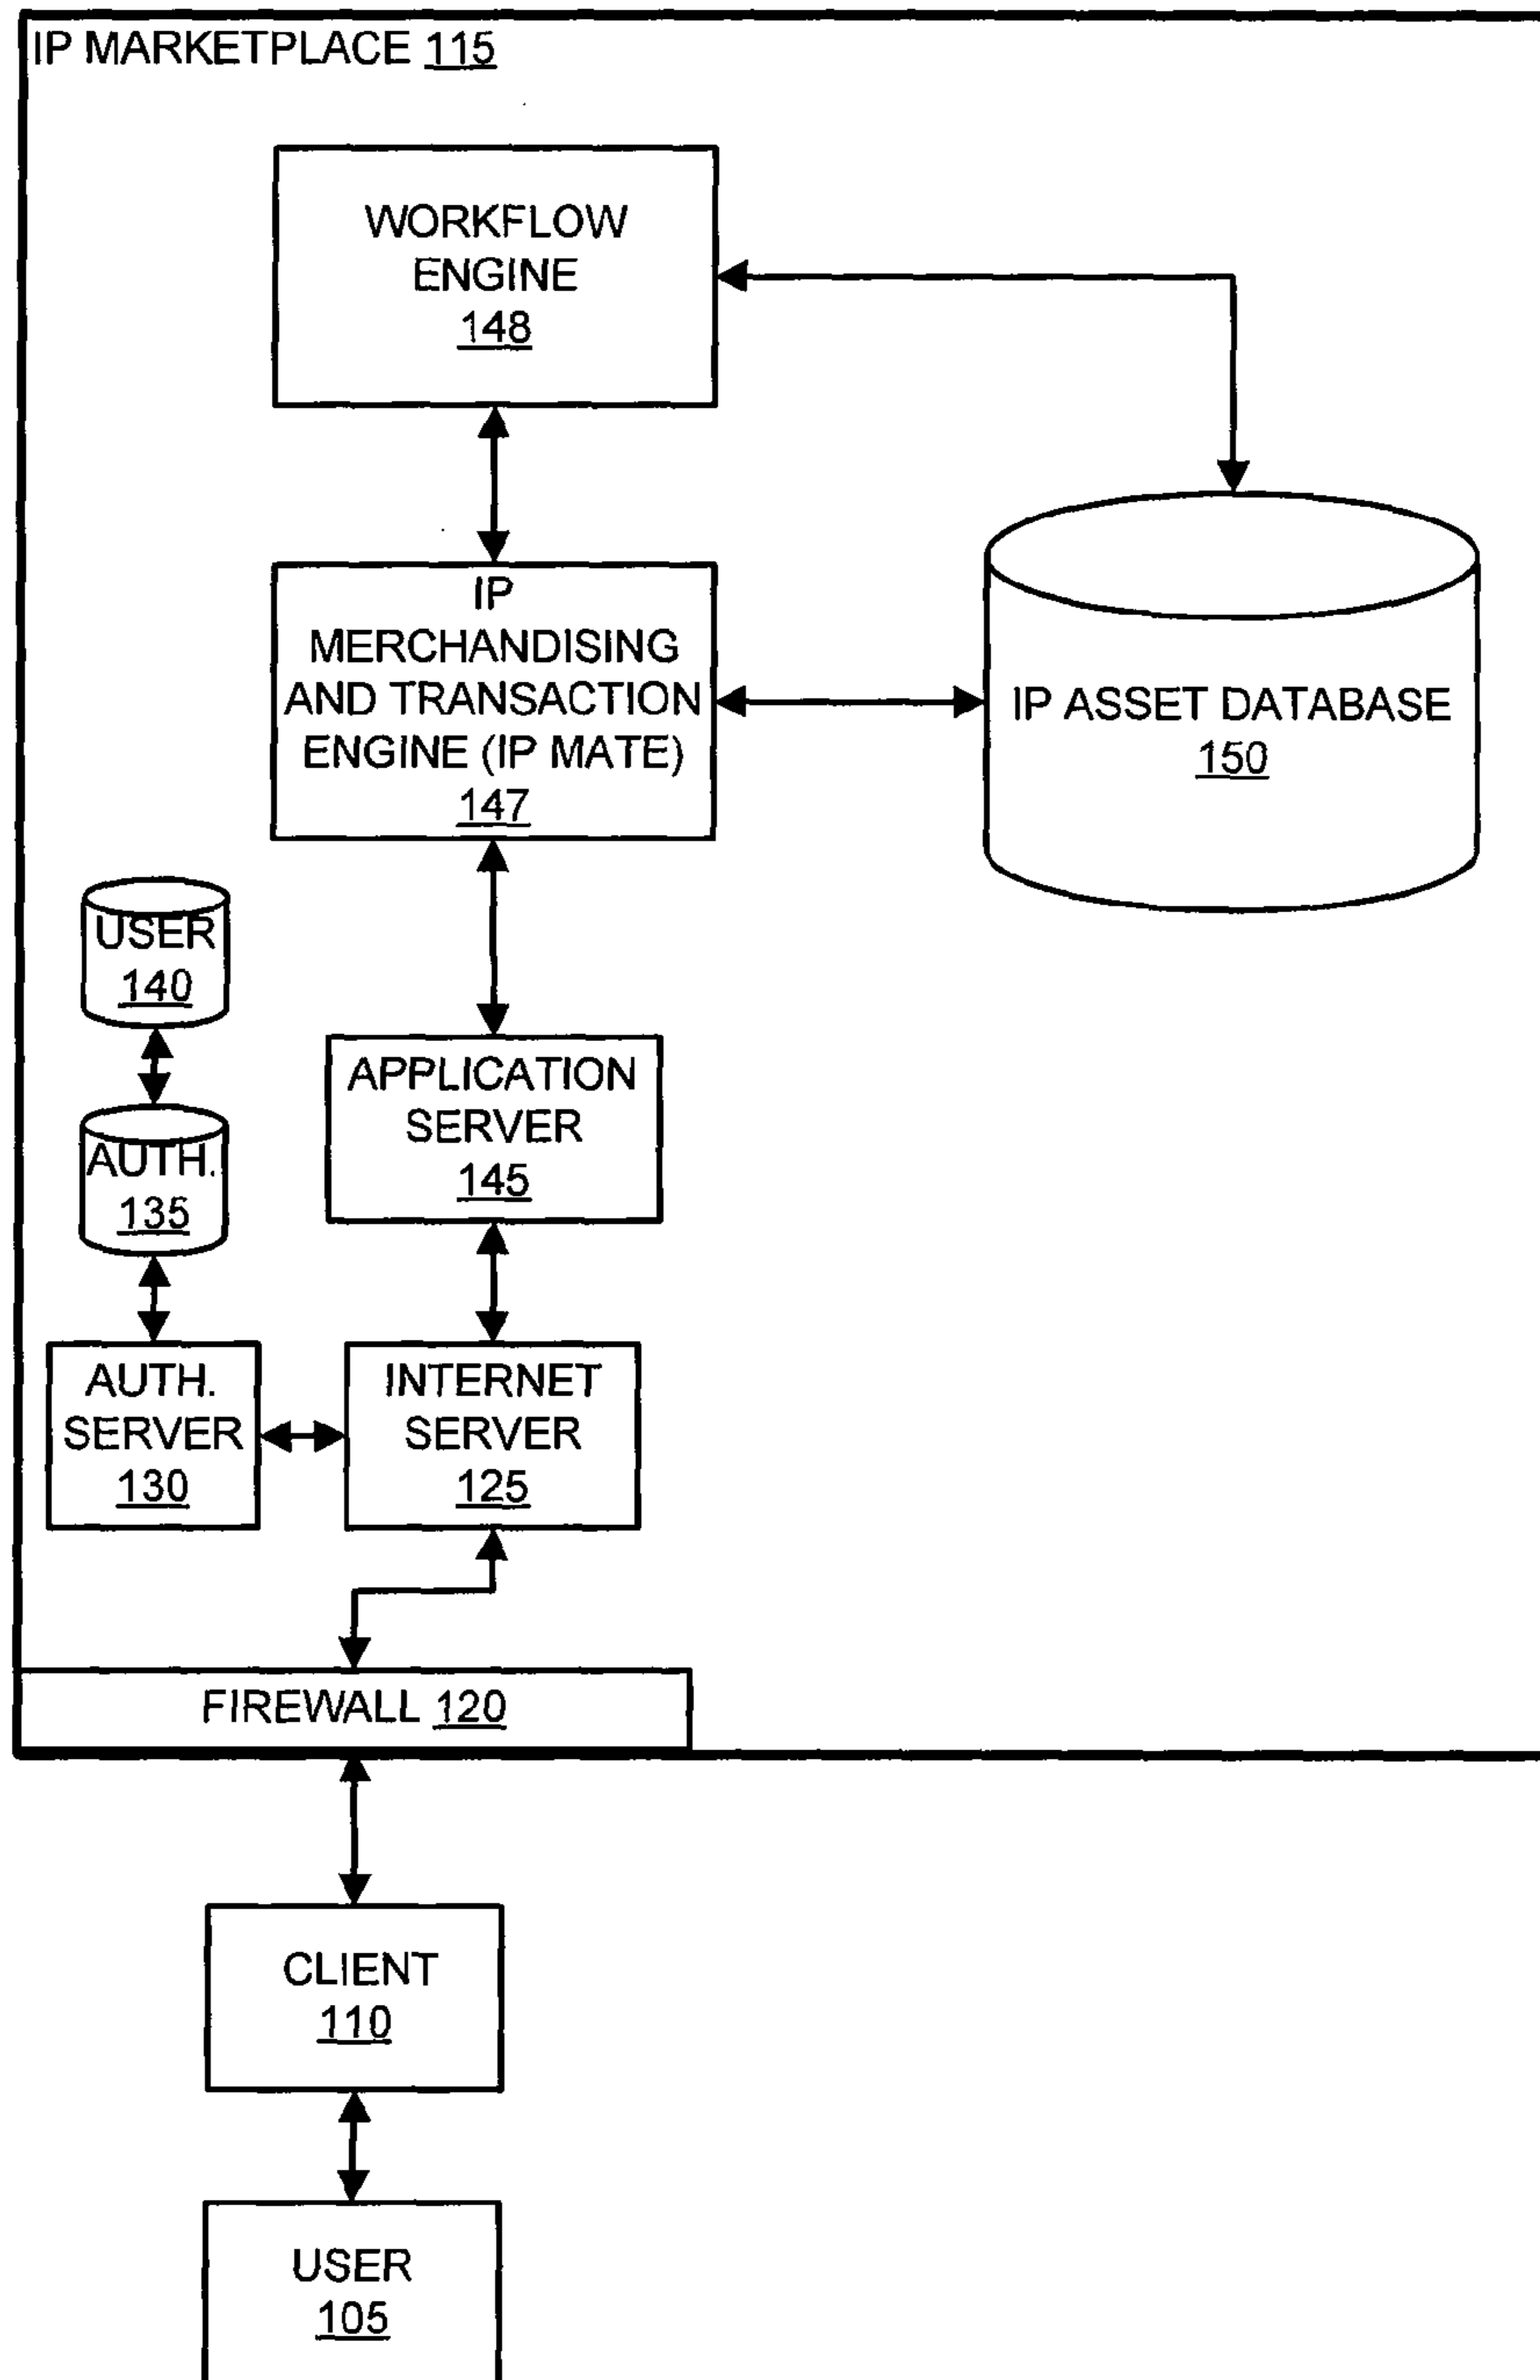 IP MARKETPLACE 115
WORKFLOW
ENGINE
148
IP
MERCHANDISING
AND TRANSACTION
ENGINE (IP MATE)
147
IP ASSET DATABASE
150
USER
140
AUTH.
135
APPLICATION
SERVER
145
AUTH.
SERVER
130
INTERNET
SERVER
125
FIREWALL 120
CLIENT
110
USER
105